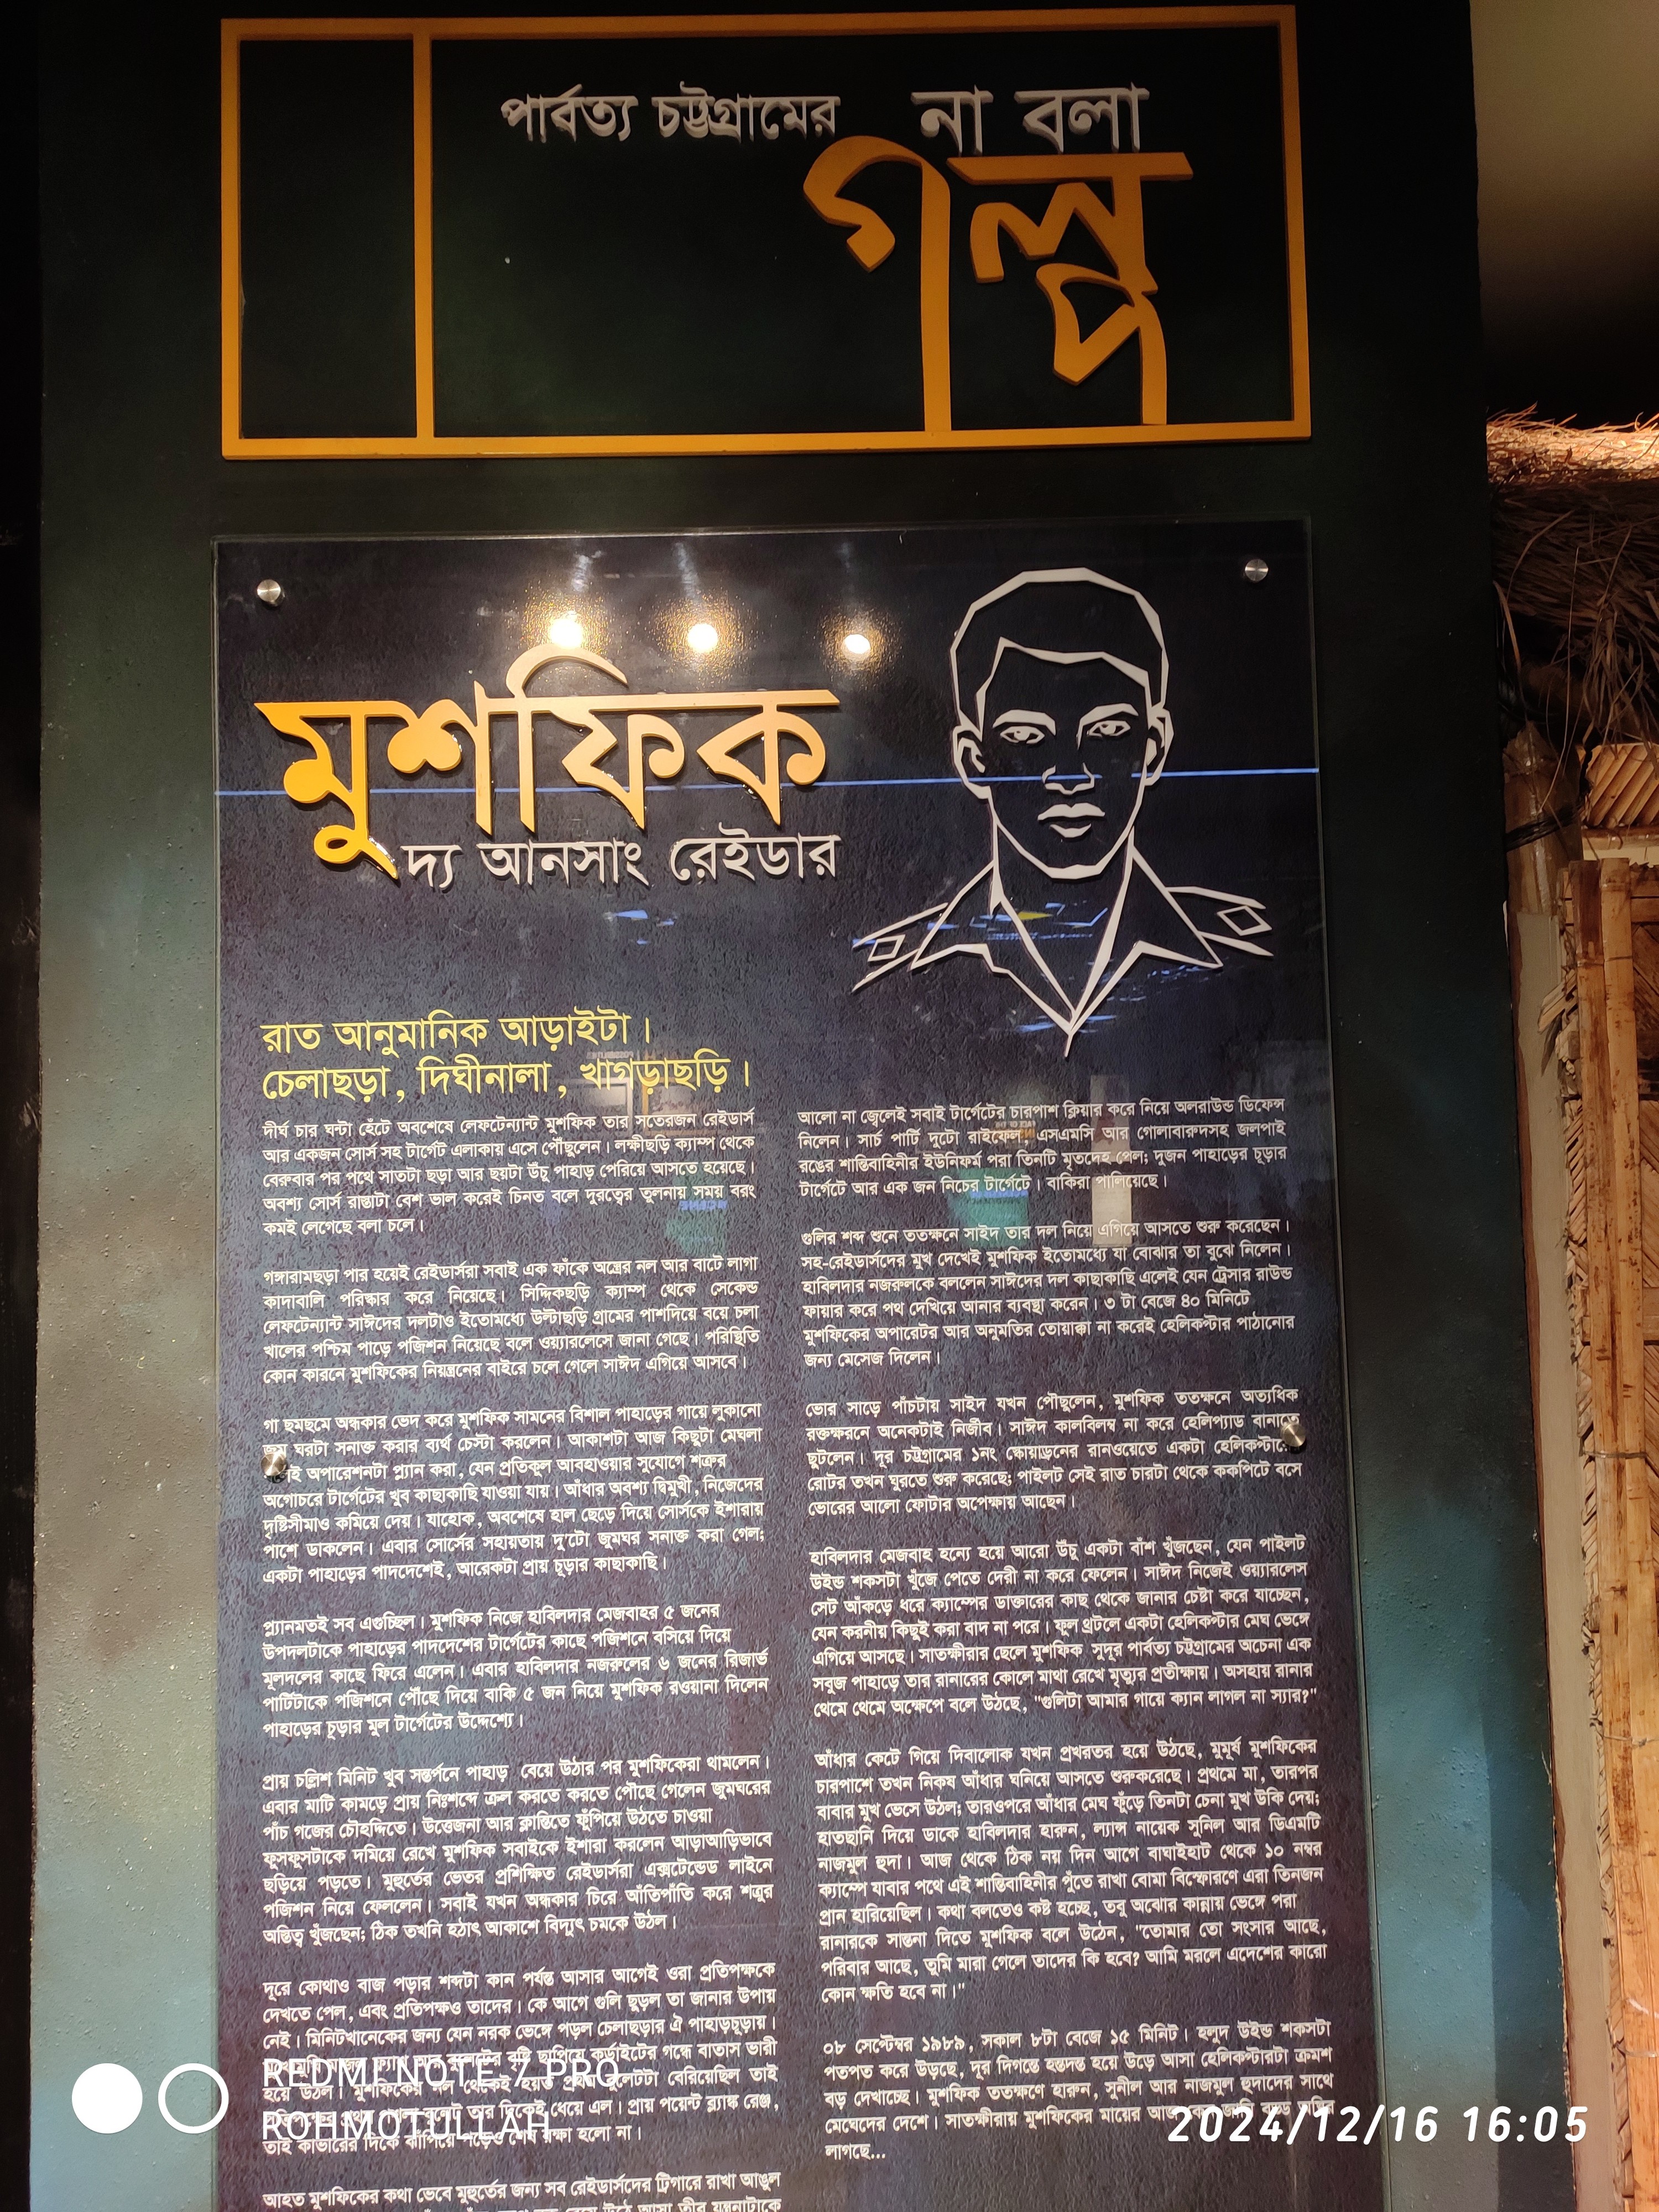 পার্বত্য চট্টগ্রামের না বলা
গল্প
মুশফিক
দ্য আনসাং রেইডার
রাত আনুমানিক আড়াইটা।
চেলাছড়া, দিঘীনালা, খাগড়াছড়ি।
দীর্ঘ চার ঘন্টা হেঁটে অবশেষে লেফটেন্যান্ট মুশফিক তার সতেরজন রেইডার্স
আর একজন সোর্স সহ টার্গেট এলাকায় এসে পৌঁছুলেন। লক্ষীছড়ি ক্যাম্প থেকে
বেরুবার পর পথে সাতটা ছড়া আর ছয়টা উঁচু পাহাড় পেরিয়ে আসতে হয়েছে।
অবশ্য সোর্স রাস্তাটা বেশ ভাল করেই চিনত বলে দুরত্বের তুলনায় সময় বরং
কমই লেগেছে বলা চলে।
গঙ্গারামছড়া পার হয়েই রেইডার্সরা সবাই এক ফাঁকে অস্ত্রের নল আর বাটে লাগা
কাদাবালি পরিস্কার করে নিয়েছে। সিদ্দিকছড়ি ক্যাম্প থেকে সেকেন্ড
লেফটেন্যান্ট সাঈদের দলটাও ইতোমধ্যে উল্টাছড়ি গ্রামের পাশদিয়ে বয়ে চলা
খালের পশ্চিম পাড়ে পজিশন নিয়েছে বলে ওয়্যারলেসে জানা গেছে। পরিস্থিতি
কোন কারনে মুশফিকের নিয়ন্ত্রনের বাইরে চলে গেলে সাঈদ এগিয়ে আসবে।
গা ছমছমে অন্ধকার ভেদ করে মুশফিক সামনের বিশাল পাহাড়ের গায়ে লুকানো
জুম ঘরটা সনাক্ত করার ব্যর্থ চেস্টা করলেন। আকাশটা আজ কিছুটা মেঘলা
অপারেশনটা প্ল্যান করা, যেন প্রতিকূল আবহাওয়ার সুযোগে শত্রুর
অগোচরে টার্গেটের খুব কাছাকাছি যাওয়া যায়। আঁধার অবশ্য দ্বিমুখী, নিজেদের
দৃষ্টিসীমাও কমিয়ে দেয়। যাহোক, অবশেষে হাল ছেড়ে দিয়ে সোর্সকে ইশারায়
পাশে ডাকলেন। এবার সোর্সের সহায়তায় দু'টো জুমঘর সনাক্ত করা গেল;
একটা পাহাড়ের পাদদেশেই, আরেকটা প্রায় চূড়ার কাছাকাছি।
প্ল্যানমতই সব এগুচ্ছিল। মুশফিক নিজে হাবিলদার মেজবাহর ৫ জনের
উপদলটাকে পাহাড়ের পাদদেশের টার্গেটের কাছে পজিশনে বসিয়ে দিয়ে
মূলদলের কাছে ফিরে এলেন। এবার হাবিলদার নজরুলের ৬ জনের রিজার্ভ
পার্টিটাকে পজিশনে পৌঁছে দিয়ে বাকি ৫ জন নিয়ে মুশফিক রওয়ানা দিলেন
পাহাড়ের চূড়ার মুল টার্গেটের উদ্দেশ্যে।
প্রায় চল্লিশ মিনিট খুব সন্তর্পনে পাহাড় বেয়ে উঠার পর মুশফিকেরা থামলেন।
এবার মাটি কামড়ে প্রায় নিঃশব্দে ক্রল করতে করতে পৌছে গেলেন জুমঘরের
পাঁচ গজের চৌহদ্দিতে। উত্তেজনা আর ক্লান্তিতে ফুঁপিয়ে উঠতে চাওয়া
ফুসফুসটাকে দমিয়ে রেখে মুশফিক সবাইকে ইশারা করলেন আড়াআড়িভাবে
ছড়িয়ে পড়তে। মুহুর্তের ভেতর প্রশিক্ষিত রেইডার্সরা এক্সটেন্ডেড লাইনে
পজিশন নিয়ে ফেললেন। সবাই যখন অন্ধকার চিরে আঁতিপাঁতি করে শত্রুর
অস্তিত্ব খুঁজছেন; ঠিক তখনি হঠাৎ আকাশে বিদ্যুৎ চমকে উঠল।
দূরে কোথাও বাজ পড়ার শব্দটা কান পর্যন্ত আসার আগেই ওরা প্রতিপক্ষকে
দেখতে পেল, এবং প্রতিপক্ষও তাদের। কে আগে গুলি ছুড়ল তা জানার উপায়
নেই। মিনিটখানেকের জন্য যেন নরক ভেঙ্গে পড়ল চেলাছড়ার ঐ পাহাড়চূড়ায়।
বৃষ্টি ছাপিয়ে কর্ডাইটের গন্ধে বাতাস ভারী
হয়ে উঠল। মুশফিকের বেরিয়েছিল তাই
ধেয়ে এল। প্রায় পয়েন্ট ব্ল্যাঙ্ক রেঞ্জ,
তাই কাভারের দিকে রক্ষা হলো না।
আহত মুশফিকের কথা ভেবে মুহুর্তের জন্য সব রেইডার্সদের ট্রিগারে রাখা আঙুল
আলো না জ্বেলেই সবাই টার্গেটের চারপাশ ক্লিয়ার করে নিয়ে অলরাউন্ড ডিফেন্স
নিলেন। সার্চ পার্টি দুটো রাইফেল, এসএমসি আর গোলাবারুদসহ জলপাই
রঙের শান্তিবাহিনীর ইউনিফর্ম পরা তিনটি মৃতদেহ পেল; দুজন পাহাড়ের চূড়ার
টার্গেটে আর এক জন নিচের টার্গেটে। বাকিরা পালিয়েছে।
গুলির শব্দ শুনে ততক্ষনে সাইদ তার দল নিয়ে এগিয়ে আসতে শুরু করেছেন।
সহ-রেইডার্সদের মুখ দেখেই মুশফিক ইতোমধ্যে যা বোঝার তা বুঝে নিলেন।
হাবিলদার নজরুলকে বললেন সাঈদের দল কাছাকাছি এলেই যেন ট্রেসার রাউন্ড
ফায়ার করে পথ দেখিয়ে আনার ব্যবস্থা করেন। ৩ টা বেজে ৪০ মিনিটে
মুশফিকের অপারেটর আর অনুমতির তোয়াক্কা না করেই হেলিকপ্টার পাঠানোর
জন্য মেসেজ দিলেন।
ভোর সাড়ে পাঁচটায় সাইদ যখন পৌছুলেন, মুশফিক ততক্ষনে অত্যধিক
রক্তক্ষরনে অনেকটাই নির্জীব। সাঈদ কালবিলম্ব না করে হেলিপ্যাড বানাতে
ছুটলেন। দূর চট্টগ্রামের ১নং স্কোয়াড্রনের রানওয়েতে একটা
রোটর তখন ঘুরতে শুরু করেছে; পাইলট সেই রাত চারটা থেকে ককপিটে বসে
ভোরের আলো ফোটার অপেক্ষায় আছেন।
হাবিলদার মেজবাহ হন্যে হয়ে আরো উঁচু একটা বাঁশ খুঁজছেন, যেন পাইলট
উইন্ড শকসটা খুঁজে পেতে দেরী না করে ফেলেন। সাঈদ নিজেই ওয়্যারলেস
সেট আঁকড়ে ধরে ক্যাম্পের ডাক্তারের কাছ থেকে জানার চেষ্টা করে যাচ্ছেন,
যেন করনীয় কিছুই করা বাদ না পরে। ফুল থ্রটলে একটা হেলিকপ্টার মেঘ ভেঙ্গে
এগিয়ে আসছে। সাতক্ষীরার ছেলে মুশফিক সুদূর পার্বত্য চট্টগ্রামের অচেনা এক
সবুজ পাহাড়ে তার রানারের কোলে মাথা রেখে মৃত্যুর প্রতীক্ষায়। অসহায় রানার
থেমে থেমে অক্ষেপে বলে উঠছে, "গুলিটা আমার গায়ে ক্যান লাগল না স্যার?"
আঁধার কেটে গিয়ে দিবালোক যখন প্রখরতর হয়ে উঠছে, মুমূর্ষ মুশফিকের
চারপাশে তখন নিকষ আঁধার ঘনিয়ে আসতে শুরুকরেছে। প্রথমে মা, তারপর
বাবার মুখ ভেসে উঠল; তারওপরে আঁধার মেঘ ফুঁড়ে তিনটা চেনা মুখ উকি দেয়;
হাতছানি দিয়ে ডাকে হাবিলদার হারুন, ল্যান্স নায়েক সুনিল আর ডিএমটি
নাজমুল হুদা। আজ থেকে ঠিক নয় দিন আগে বাঘাইহাট থেকে ১০ নম্বর
ক্যাম্পে যাবার পথে এই শান্তিবাহিনীর পুঁতে রাখা বোমা বিস্ফোরণে এরা তিনজন
প্রান হারিয়েছিল। কথা বলতেও কষ্ট হচ্ছে, তবু অঝোর কান্নায় ভেঙ্গে পরা
রানারকে সান্তনা দিতে মুশফিক বলে উঠেন, "তোমার তো সংসার আছে,
পরিবার আছে, তুমি মারা গেলে তাদের কি হবে? আমি মরলে এদেশের কারো
কোন ক্ষতি হবে না।"
০৮ সেপ্টেম্বর ১৯৮৯, সকাল ৮টা বেজে ১৫ মিনিট। হলুদ উইন্ড শকসটা
পতপত করে উড়ছে, দূর দিগন্তে হন্তদন্ত হয়ে উড়ে আসা হেলিকপ্টারটা ক্রমশ
বড় দেখাচ্ছে। মুশফিক ততক্ষণে হারুন, সুনীল আর নাজমুল হুদাদের সাথে
মেঘেদের দেশে। সাতক্ষীরায় মুশফিকের মায়ের
লাগছে...
REDMI NOTE 7 PRO
ROHMOTULLAH
2024/12/16 16:05